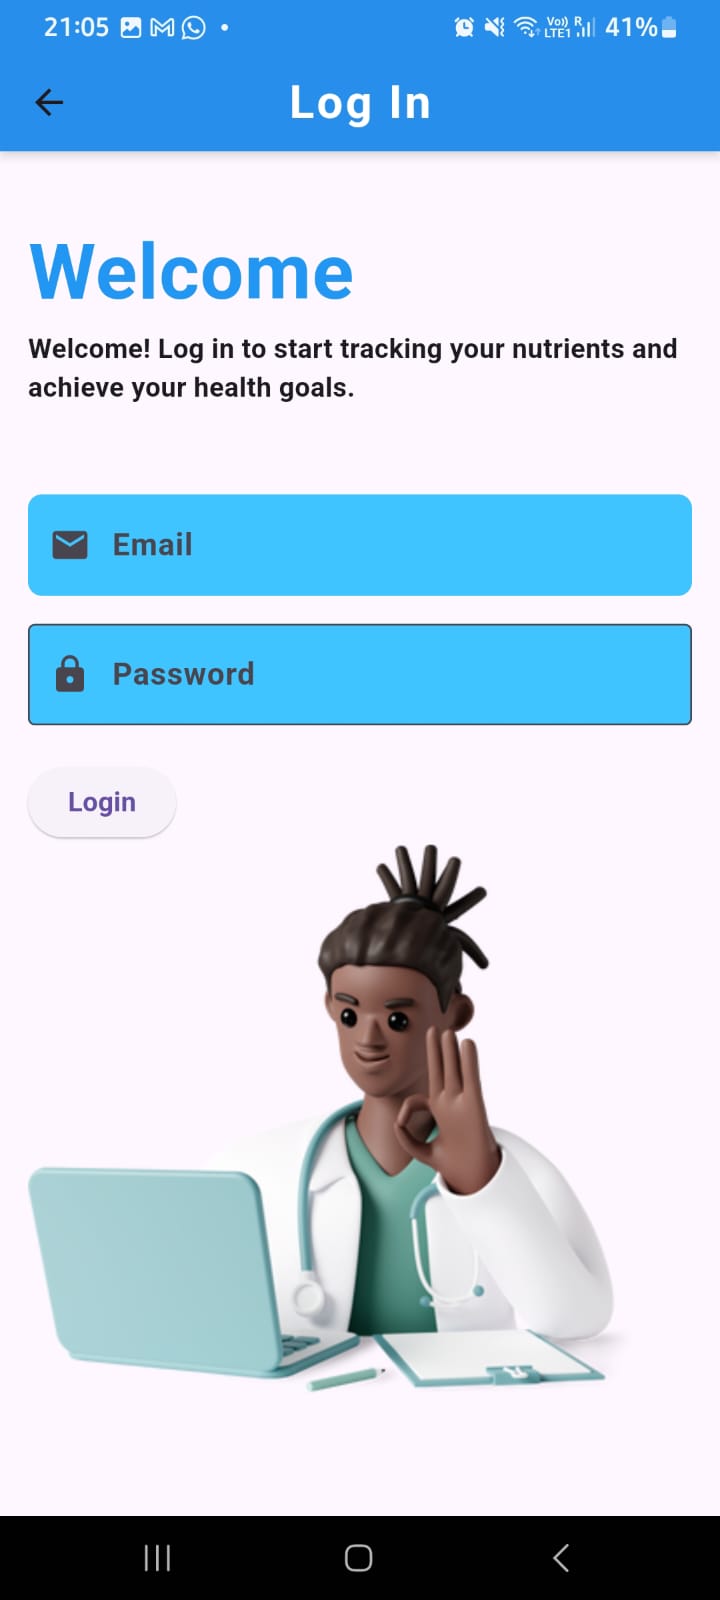 21:05 Vo)) R 41%
LTE1
Log In
Welcome
Welcome! Log in to start tracking your nutrients and
achieve your health goals.
Email
Password
Login